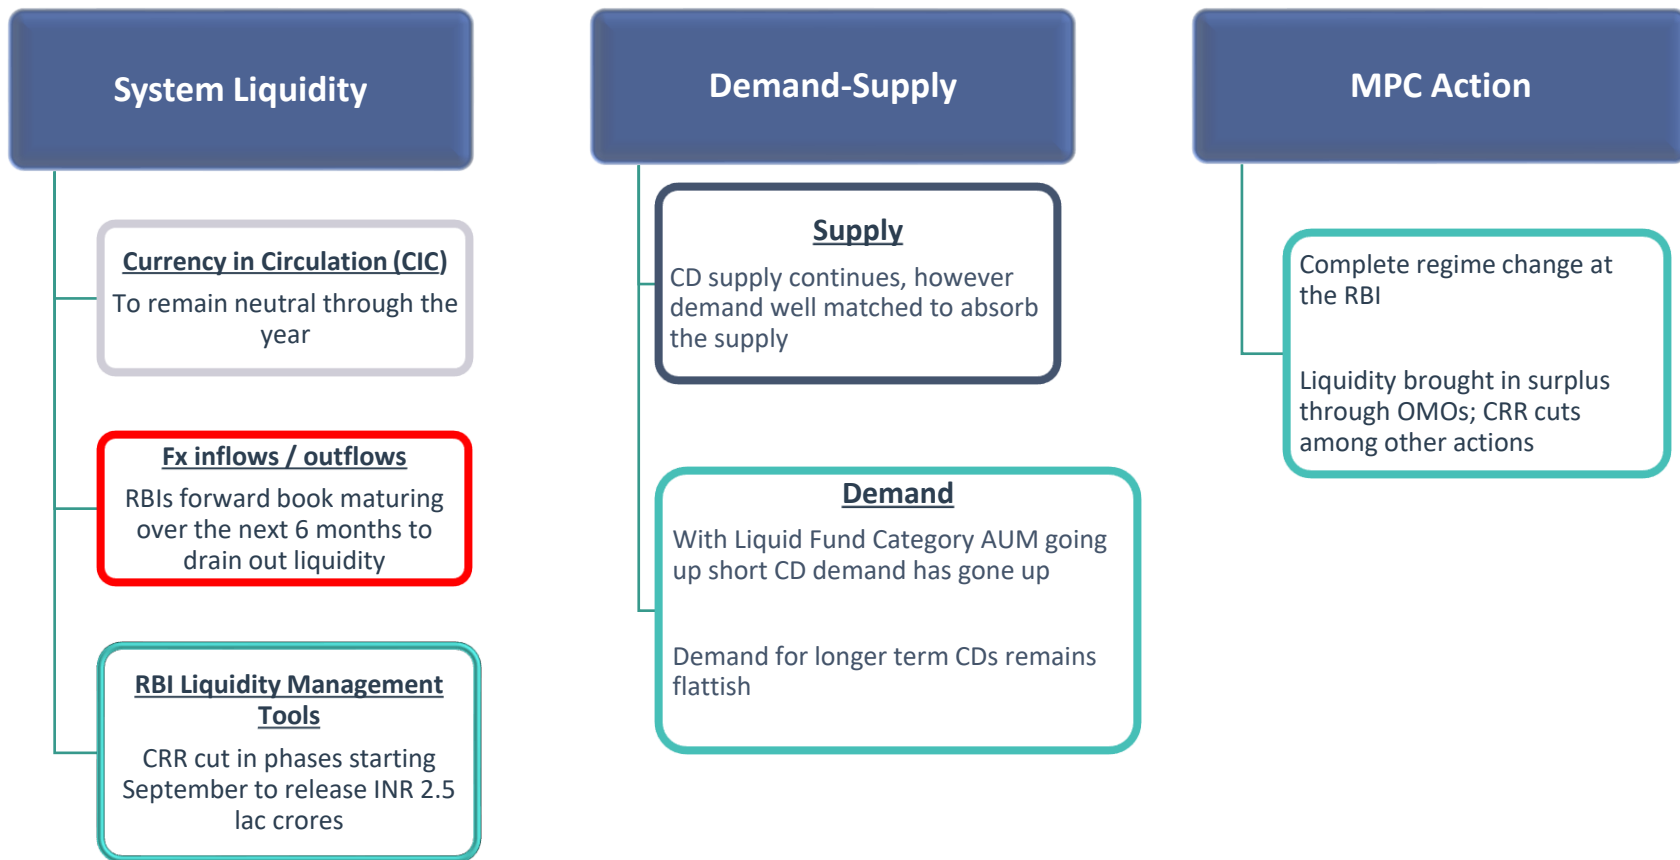 System Liquidity
Currency in Circulation (CIC)
To remain neutral through the
year
Fx inflows / outflows
RBIs forward book maturing
over the next 6 months to
drain out liquidity
RBI Liquidity Management
Tools
CRR cut in phases starting
September to release INR 2.5
lac crores
Demand-Supply
Supply
CD supply continues, however
demand well matched to absorb
the supply
Demand
With Liquid Fund Category AUM going
up short CD demand has gone up
Demand for longer term CDs remains
flattish
MPC Action
Complete regime change at
the RBI
Liquidity brought in surplus
through OMOs; CRR cuts
among other actions